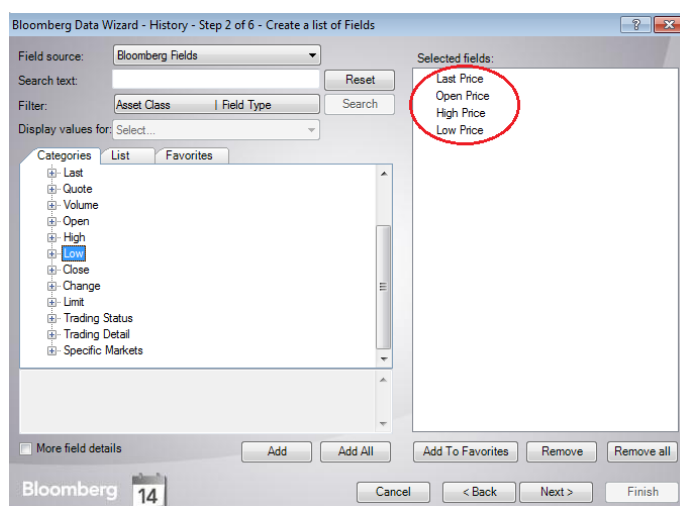 Bloomberg Data Wizard - History - Step 2 of 6 - Create a list of Fields
Field source: Bloomberg Fields
Search text: Reset
Filter: Asset Class | Field Type Search
Display values for: Select...
Categories List Favorites
Last
Quote
Volume
Open
High
Low
Close
Change
Limit
Trading Status
Trading Detail
Specific Markets
Selected fields:
Last Price
Open Price
High Price
Low Price
More field details Add Add All Add To Favorites Remove Remove all
Bloomberg 14 Cancel < Back Next > Finish